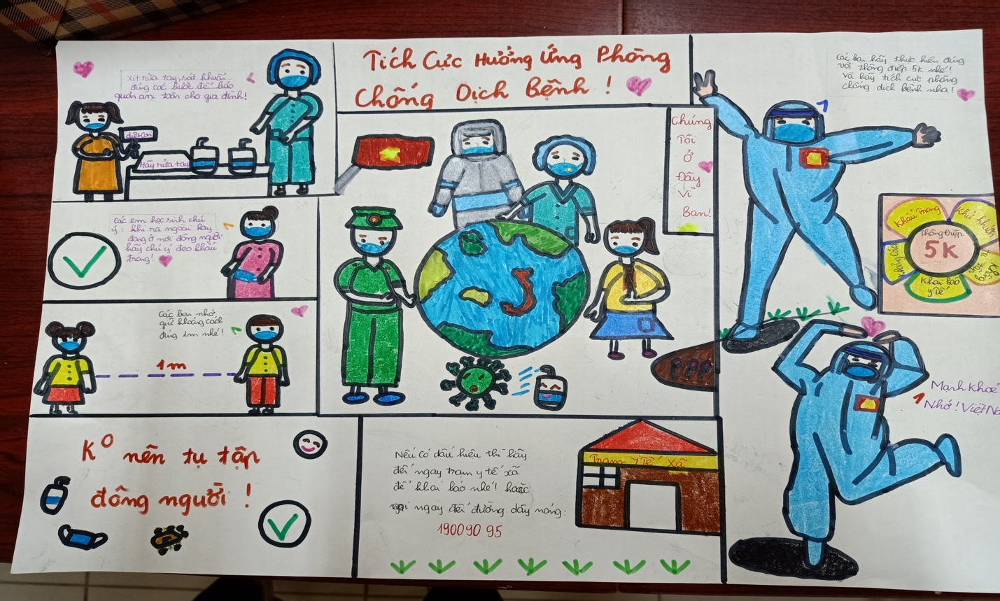 Tích Cực Hưởng Ứng Phòng
Chống Dịch Bệnh !
Xịt rửa tay, sát khuẩn
đúng các bước để bảo
quản an toàn cho gia đình!
Hãy rửa tay
Các em học sinh chú
ý: khi ra ngoài hay
đang ở nơi đông người
hãy chú ý đeo khẩu
trang!
Các bạn nhớ
giữ khoảng cách
đúng 1m nhé!
1m
K⁰ nên tụ tập
đông người !
Chúng
Tôi
ở
Đây
Vì
Bạn!
Nếu có dấu hiệu thì hãy
đến ngay trạm y tế xã
để khai báo nhé! hoặc
gọi ngay đến đường dây nóng:
190090 95
Trạm Y Tế Xã
Các bạn hãy thực hiện đúng
với thông điệp 5k nhé!
Và hãy tích cực phòng
chống dịch bệnh nha!
Khẩu Trang
Khử khuẩn
Thông Điệp
5K
Khoảng Cách
Không
tụ tập
Khai Báo
y Tế
Mạnh Khoẻ
Nhớ! Việt Na